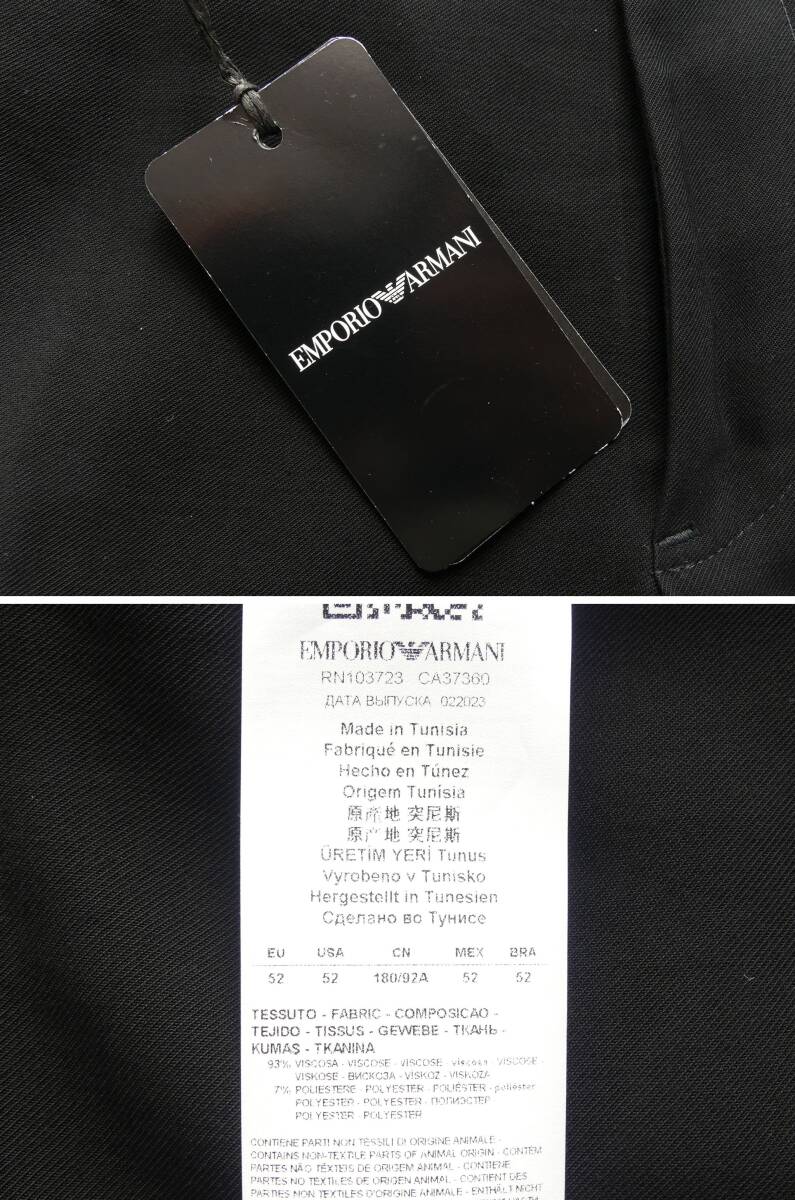 EMPORIO ARMANI
EMPORIO ARMANI
RN103723 CA37360
ДАТА ВЫПУСКА 022023
Made in Tunisia
Fabriqué en Tunisie
Hecho en Túnez
Origem Tunísia
原產地 突尼斯
原产地 突尼斯
ÜRETİM YERİ Tunus
Vyrobeno v Tunisko
Hergestellt in Tunesien
Сделано во Тунисе
EU USA CN MEX BRA
52 52 180/92A 52 52
TESSUTO - FABRIC - COMPOSICAO -
TEJIDO - TISSUS - GEWEBE - ТКАНЬ -
KUMAŞ - TKANINA
93% VISCOSA - VISCOSE - VISCOSE - viscosa - VISCOSE -
VISKOSE - ВИСКОЗА - VISKOZ - VISKOZA
7% POLIESTERE - POLYESTER - POLIÉSTER - poliéster
POLYESTER - POLYESTER - ПОЛИЭСТЕР -
POLYESTER - POLYESTER
CONTIENE PARTI NON TESSILI DI ORIGINE ANIMALE -
CONTAINS NON-TEXTILE PARTS OF ANIMAL ORIGIN - CONTÉM
PARTES NÃO TÊXTEIS DE ORIGEM ANIMAL - CONTIENE
PARTES NO TEXTILES DE ORIGEN ANIMAL - CONTIENT DES
PARTIES NON TEXTILES D'ORIGINE ANIMALE - ENTHÄLT NICHT